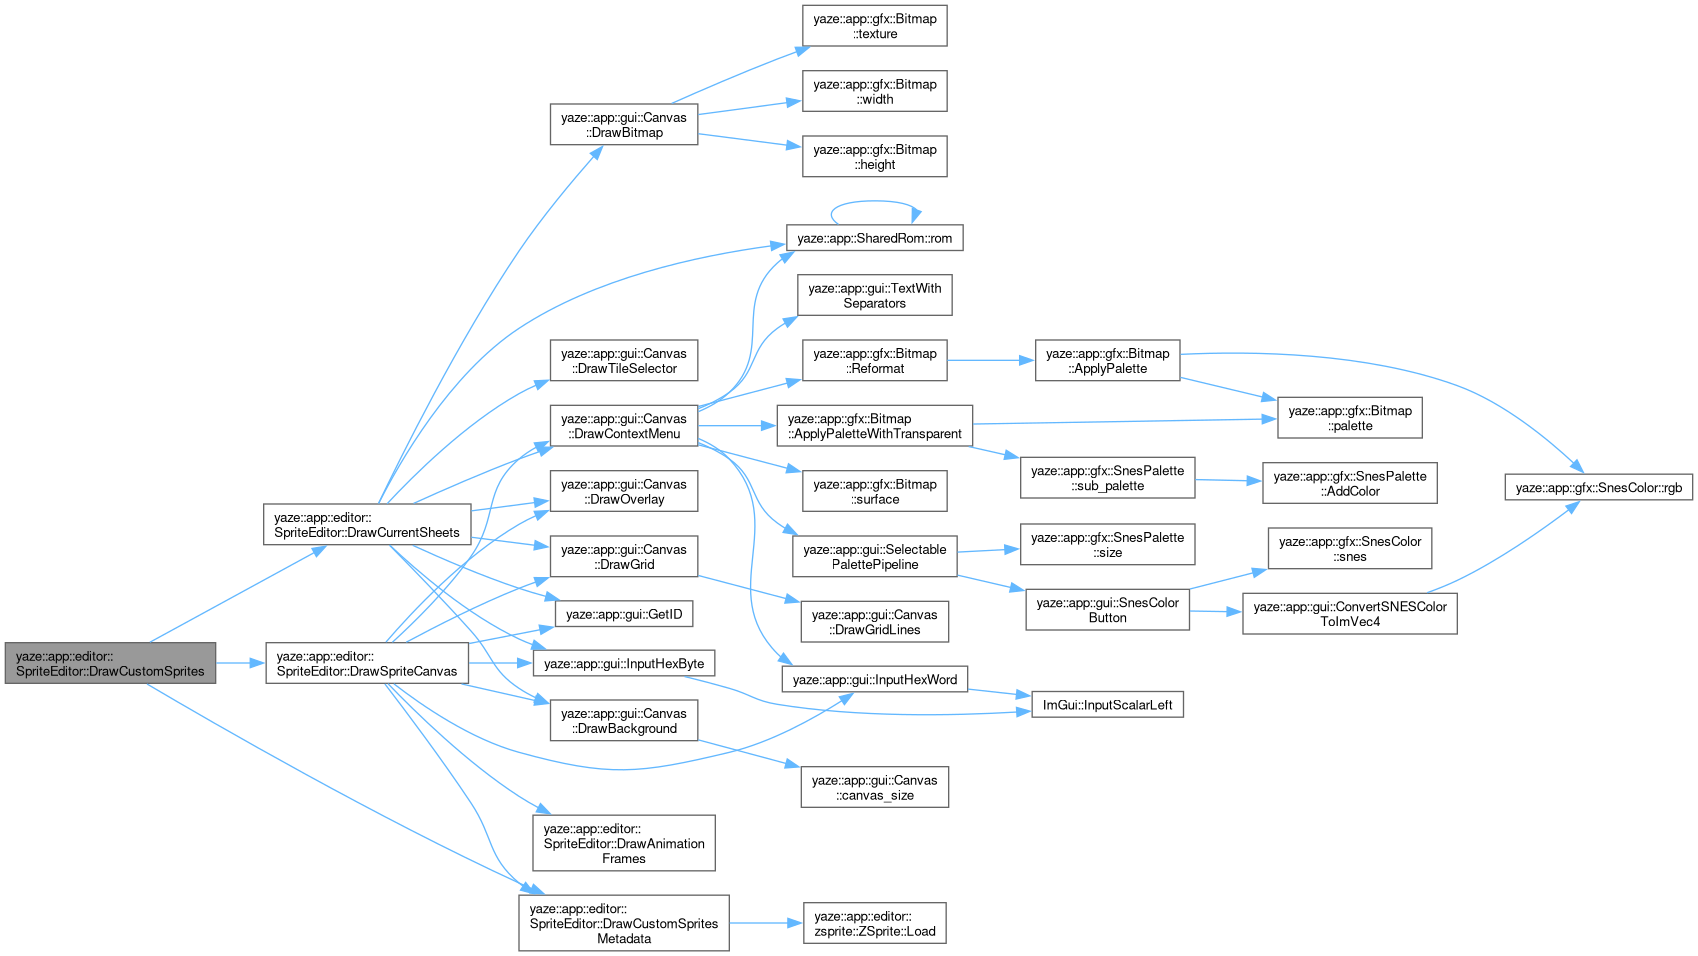 yaze::app::editor::
SpriteEditor::DrawCustomSprites
yaze::app::editor::
SpriteEditor::DrawCurrentSheets
yaze::app::editor::
SpriteEditor::DrawSpriteCanvas
yaze::app::gui::Canvas
::DrawBitmap
yaze::app::gui::Canvas
::DrawTileSelector
yaze::app::gui::Canvas
::DrawContextMenu
yaze::app::gui::Canvas
::DrawOverlay
yaze::app::gui::Canvas
::DrawGrid
yaze::app::gui::GetID
yaze::app::gui::InputHexByte
yaze::app::gui::Canvas
::DrawBackground
yaze::app::editor::
SpriteEditor::DrawAnimation
Frames
yaze::app::editor::
SpriteEditor::DrawCustomSprites
Metadata
yaze::app::gfx::Bitmap
::texture
yaze::app::gfx::Bitmap
::width
yaze::app::gfx::Bitmap
::height
yaze::app::SharedRom::rom
yaze::app::gui::TextWith
Separators
yaze::app::gfx::Bitmap
::Reformat
yaze::app::gfx::Bitmap
::ApplyPaletteWithTransparent
yaze::app::gfx::Bitmap
::surface
yaze::app::gui::Selectable
PalettePipeline
yaze::app::gui::Canvas
::DrawGridLines
yaze::app::gui::InputHexWord
yaze::app::gui::Canvas
::canvas_size
yaze::app::editor::
zsprite::ZSprite::Load
yaze::app::gfx::Bitmap
::ApplyPalette
yaze::app::gfx::SnesPalette
::sub_palette
yaze::app::gfx::SnesPalette
::size
yaze::app::gui::SnesColor
Button
ImGui::InputScalarLeft
yaze::app::gfx::Bitmap
::palette
yaze::app::gfx::SnesPalette
::AddColor
yaze::app::gfx::SnesColor
::snes
yaze::app::gui::ConvertSNESColor
ToImVec4
yaze::app::gfx::SnesColor::rgb